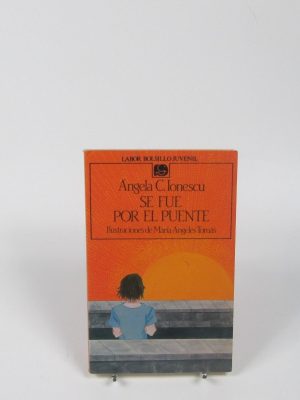 LABOR BOLSILLO JUVENIL
Angela C. Ionescu
SE FUE
POR EL PUENTE
Ilustraciones de María Angeles Tomás